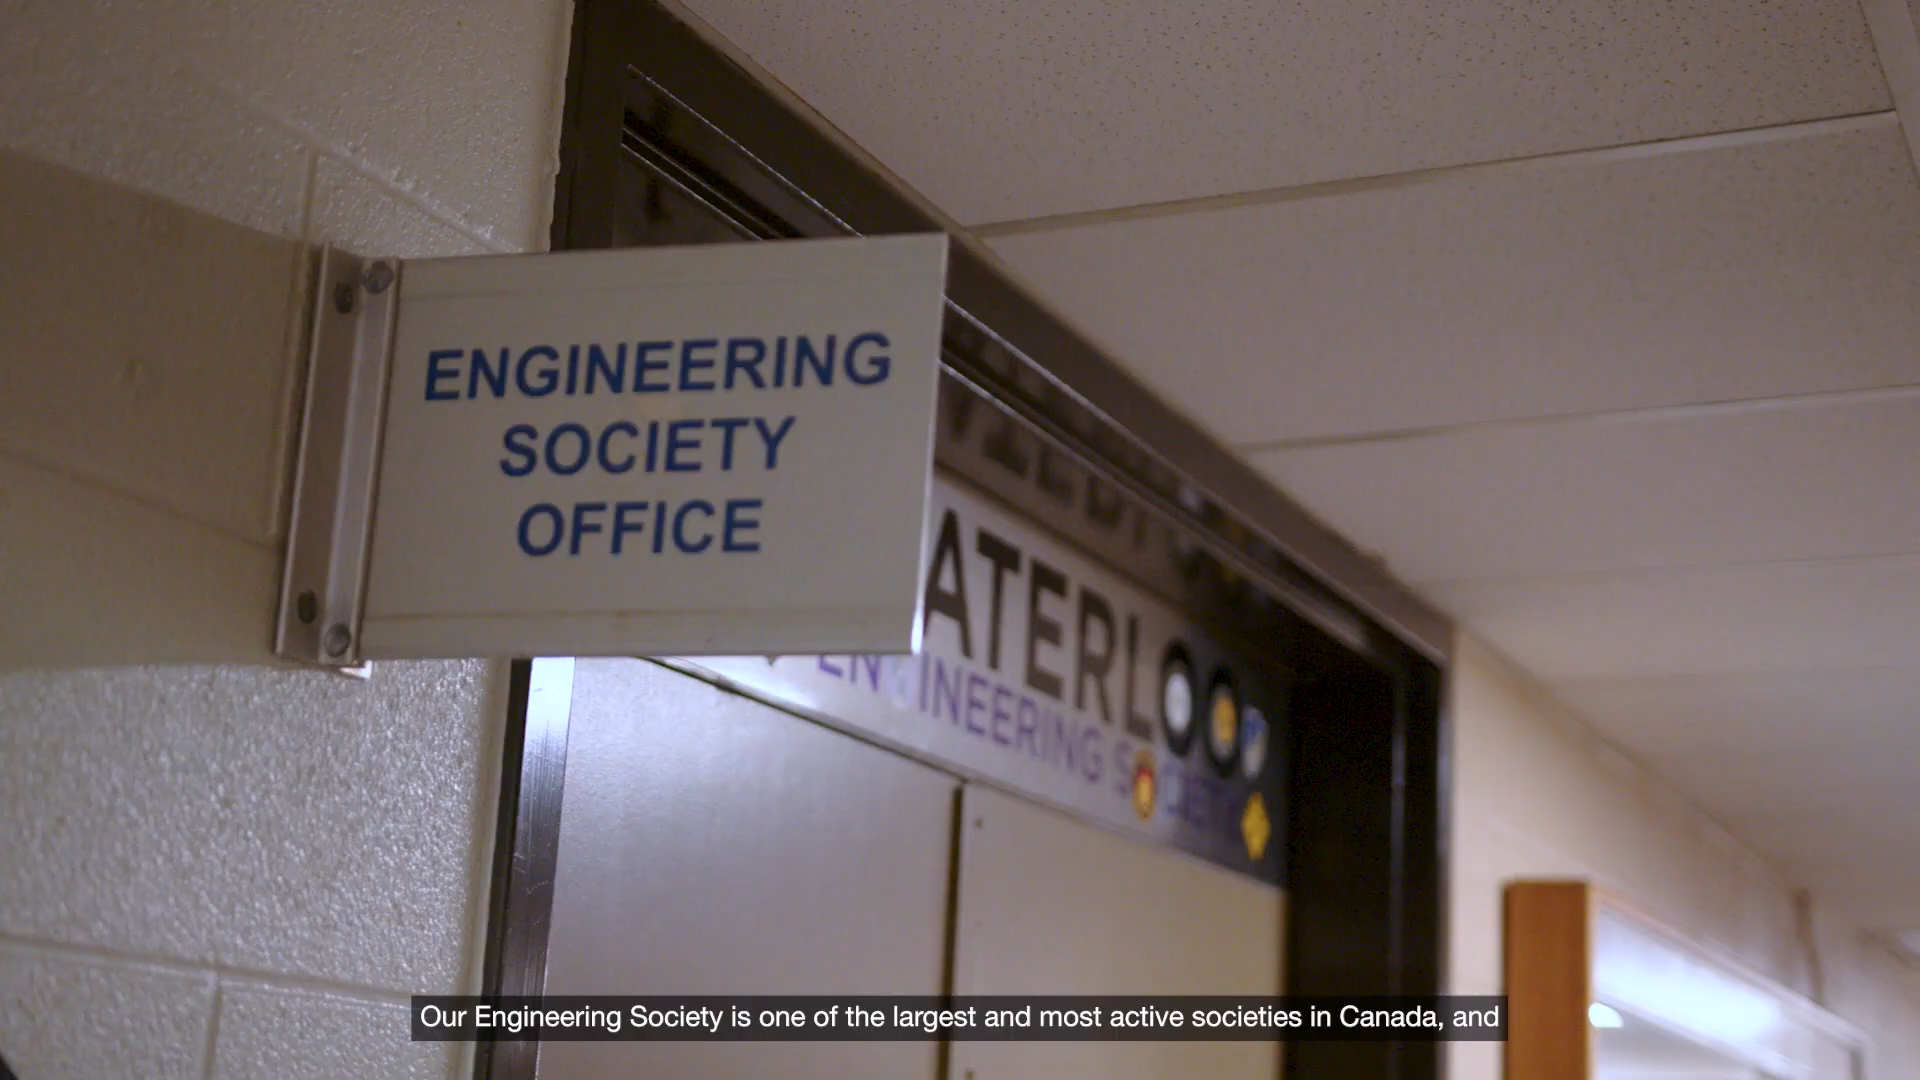 ENGINEERING
SOCIETY
OFFICE
ATERLOO
ENGINEERING SOCIETY
Our Engineering Society is one of the largest and most active societies in Canada, and